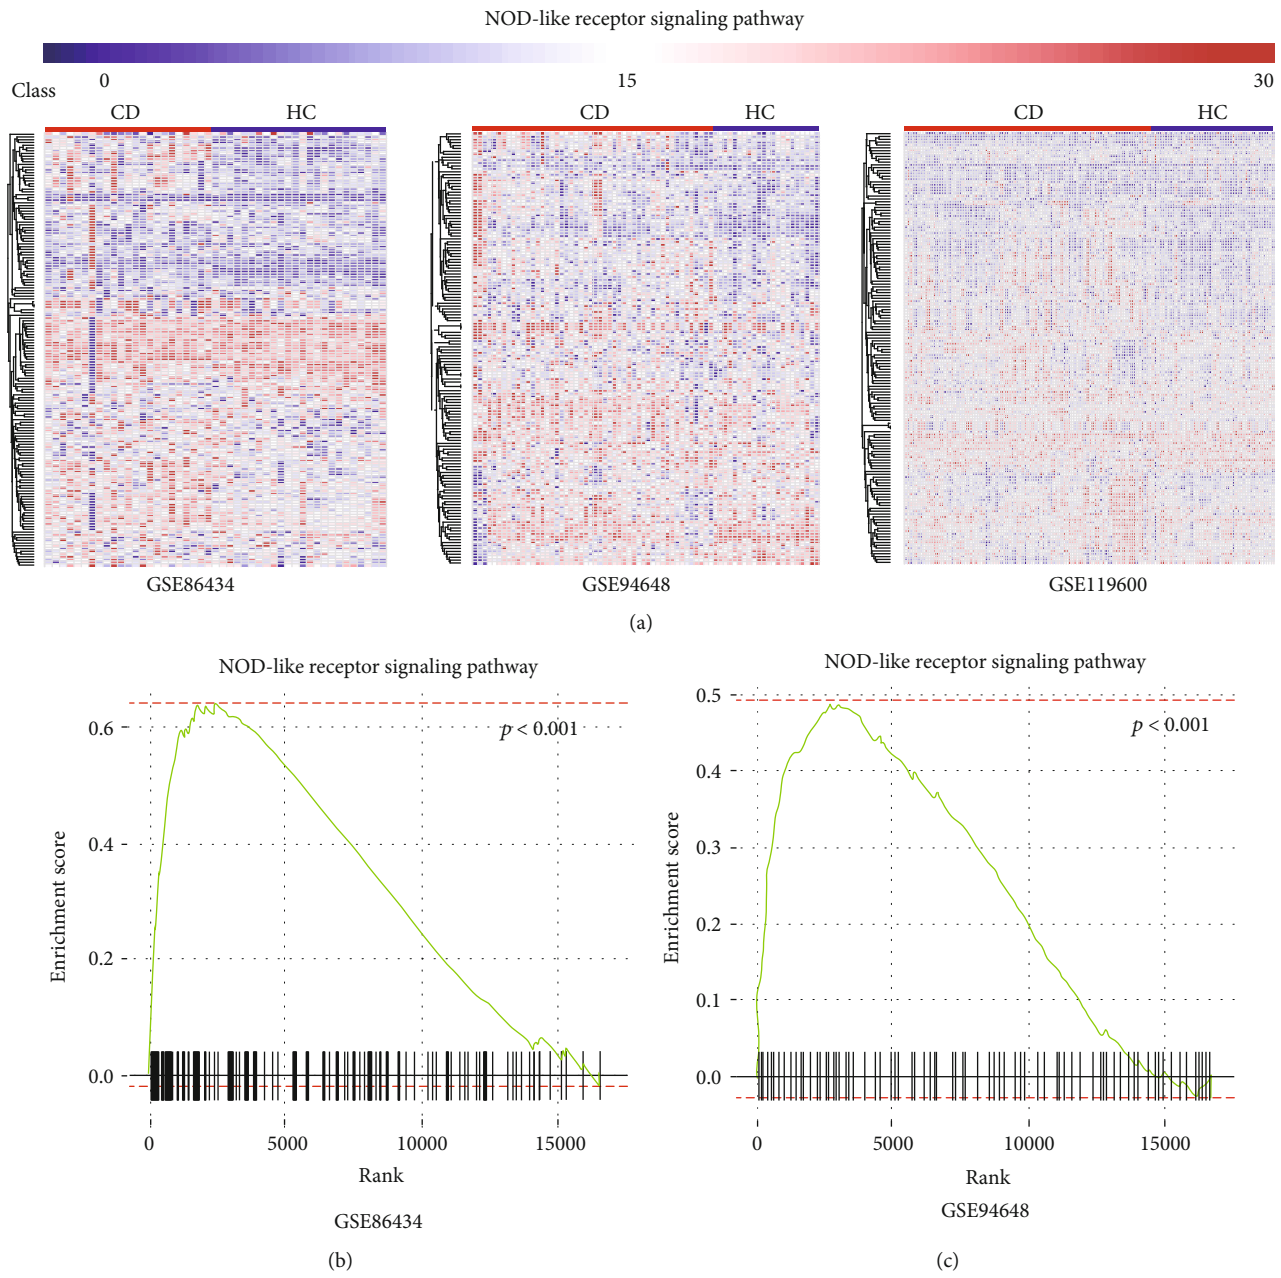 NOD-like receptor signaling pathway
0 15 30
Class
CD HC CD HC CD HC
GSE86434 GSE94648 GSE119600
(a)
NOD-like receptor signaling pathway
p < 0.001
0.6
0.4
0.2
0.0
Enrichment score
0 5000 10000 15000
Rank
GSE86434
(b)
NOD-like receptor signaling pathway
p < 0.001
0.5
0.4
0.3
0.2
0.1
0.0
Enrichment score
0 5000 10000 15000
Rank
GSE94648
(c)